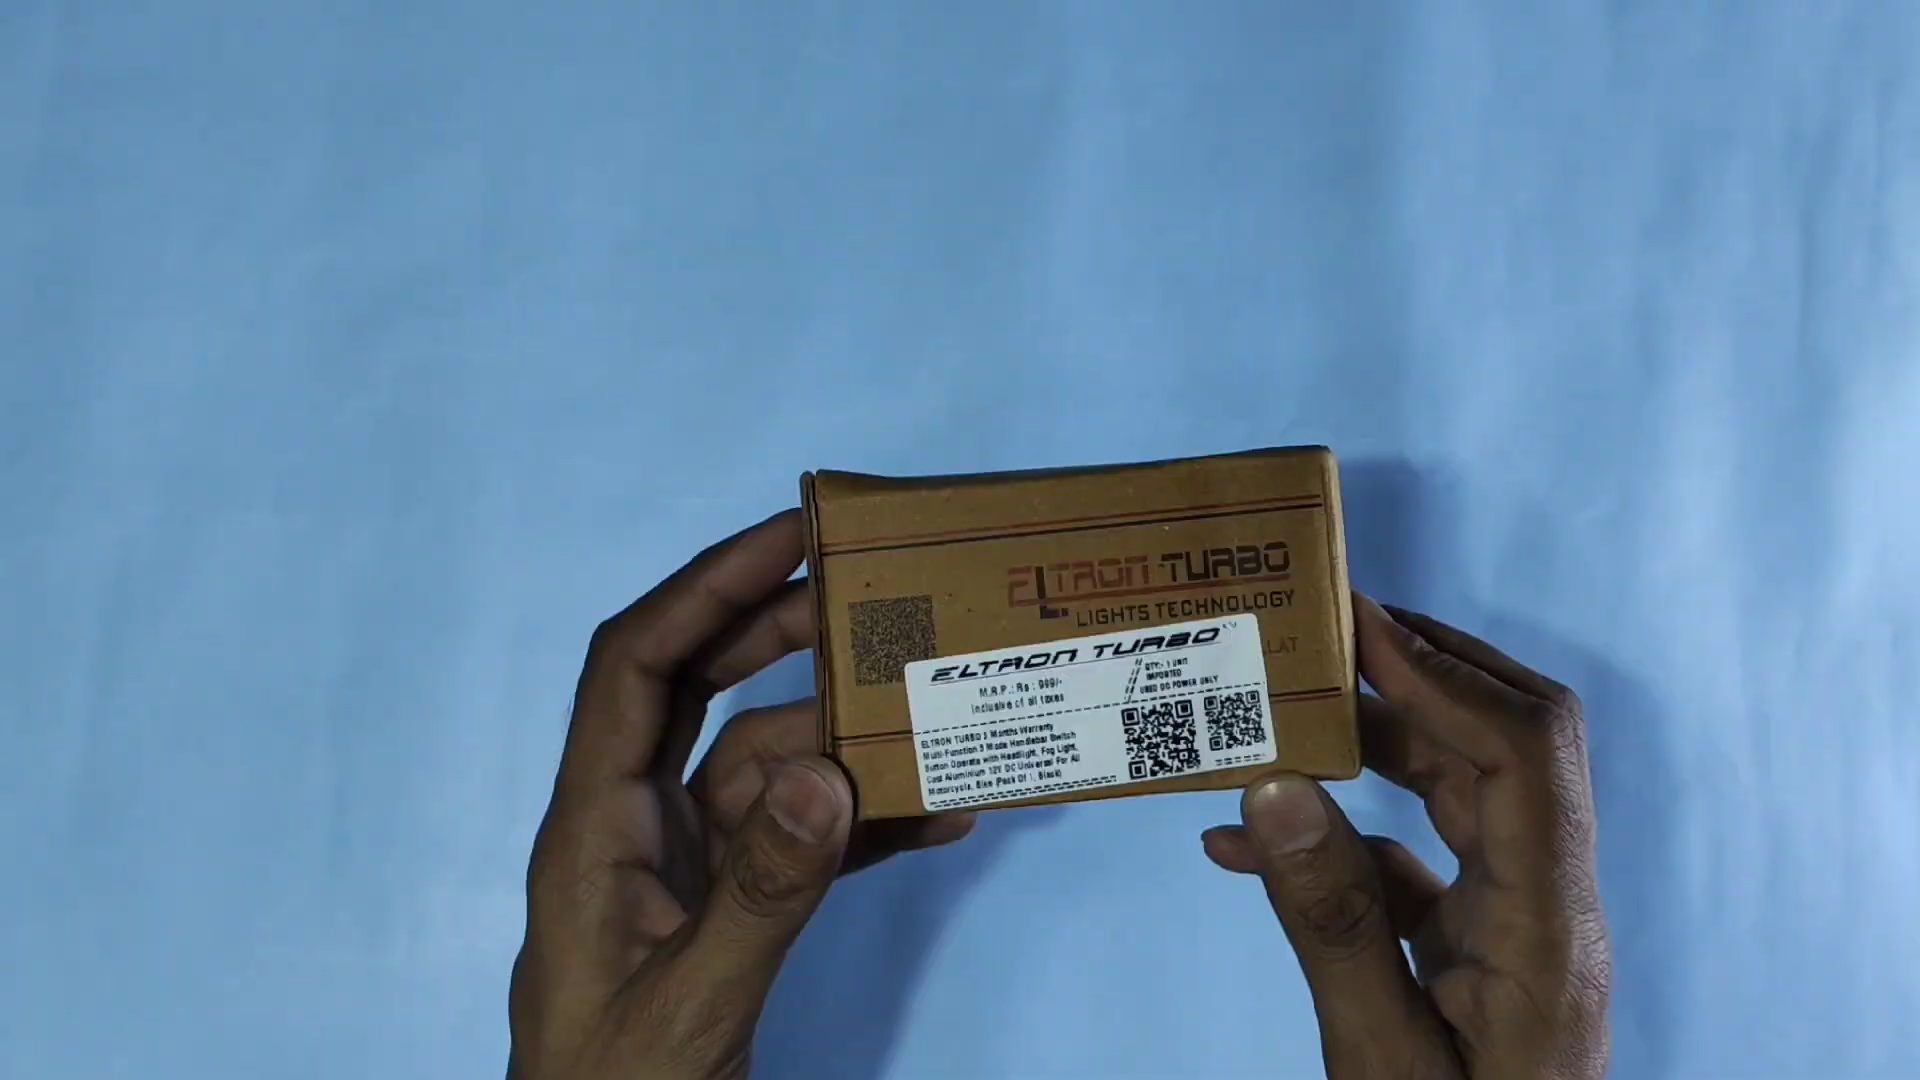 ELTRON TURBO
LIGHTS TECHNOLOGY
LLAT
ELTRON TURBO
M.R.P.: Rs : 999/-
Inclusive of all taxes
QTY:- 1 UNIT
IMPORTED
USED DC POWER ONLY
ELTRON TURBO 3 Months Warranty
Multi-Function 3 Mode Handlebar Switch
Button Operate with Headlight, Fog Light,
Cast Aluminium 12V DC Universal For All
Motorcycle, Bike (Pack Of 1, Black)